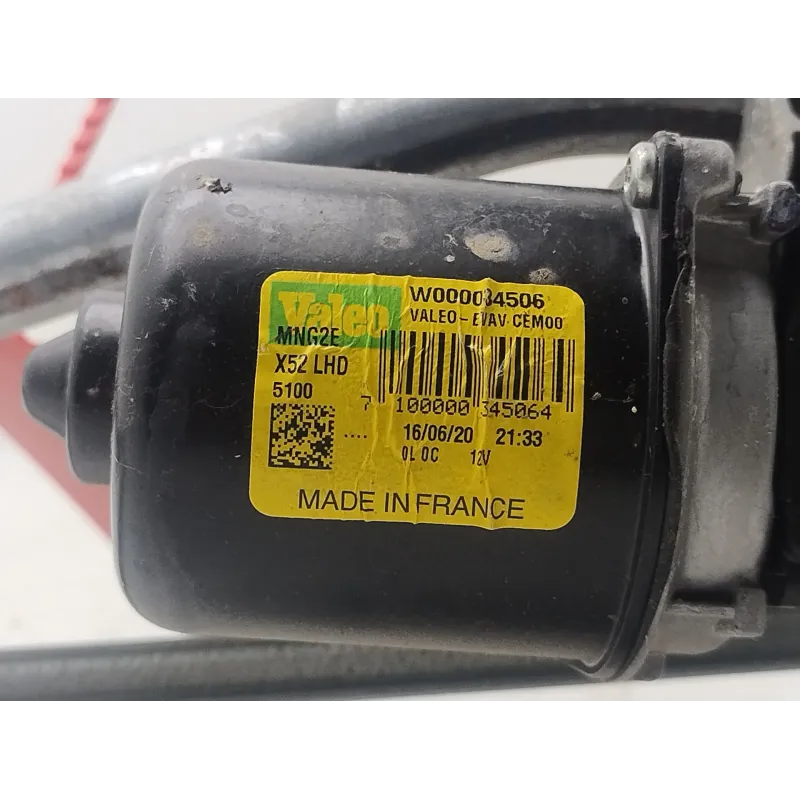 Valeo
W000034506
VALEO-EWAV CEM00
MNG2E
X52 LHD
5100
7 100000 345064
16/06/20 21:33
0L 0C 12V
MADE IN FRANCE